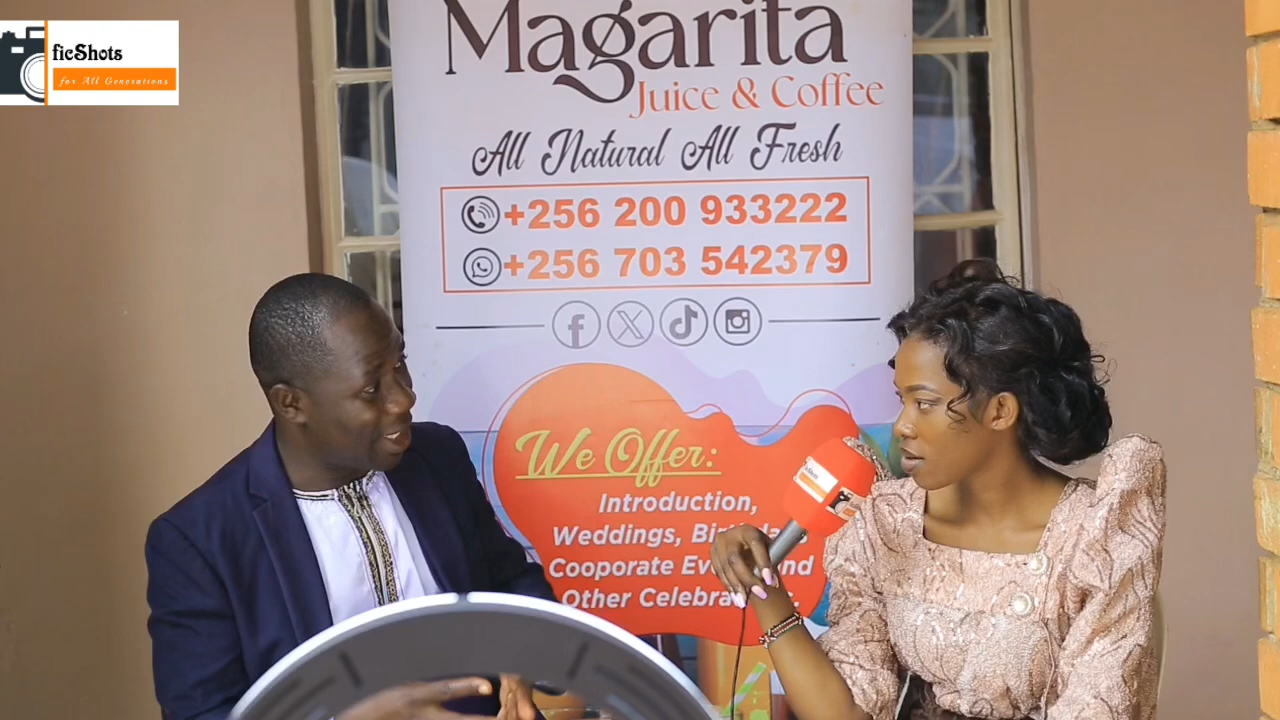 ficShots
for All Generations
Magarita
Juice & Coffee
All Natural All Fresh
+256 200 933222
+256 703 542379
We Offer:
Introduction,
Weddings,
Cooporate
Other